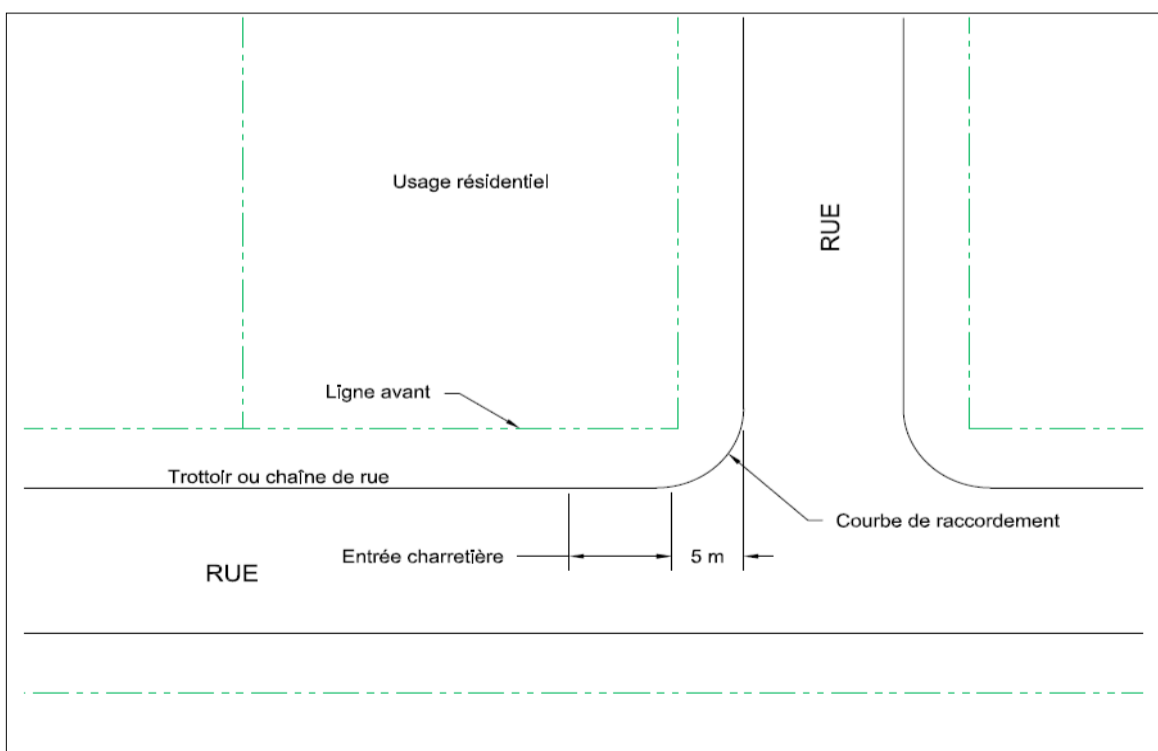 Usage résidentiel
RUE
Ligne avant
Trottoir ou chaîne de rue
Courbe de raccordement
Entrée charretière
5 m
RUE